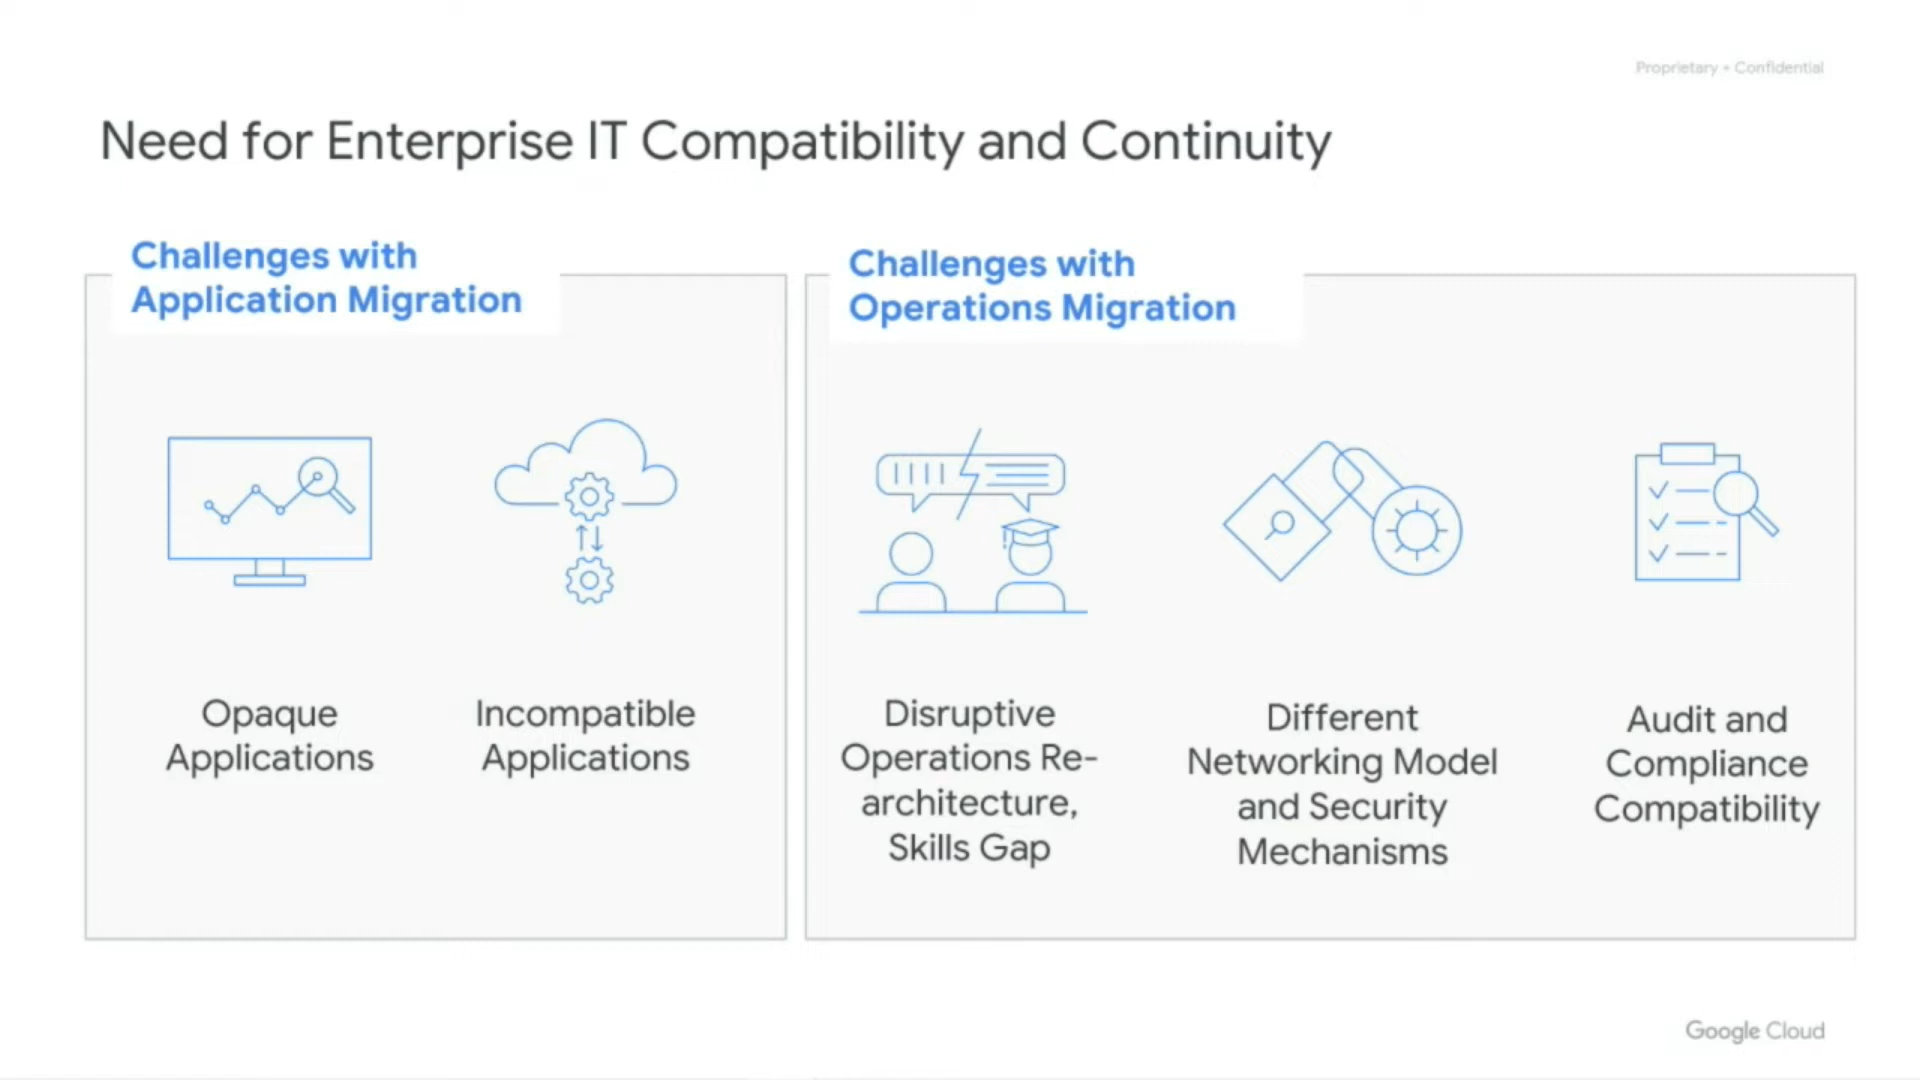 Proprietary + Confidential
Need for Enterprise IT Compatibility and Continuity
Challenges with
Application Migration
Opaque
Applications
Incompatible
Applications
Challenges with
Operations Migration
Disruptive
Operations Re-
architecture,
Skills Gap
Different
Networking Model
and Security
Mechanisms
Audit and
Compliance
Compatibility
Google Cloud